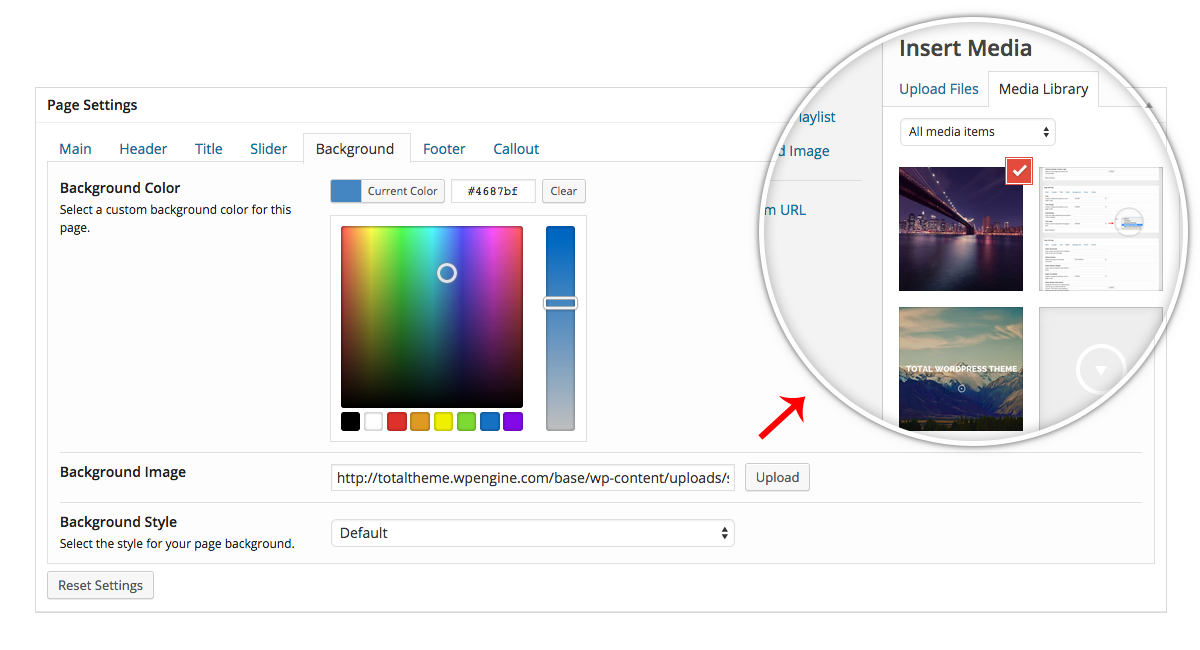 Page Settings
Main
Header
Title
Slider
Background
Footer
Callout
Background Color
Select a custom background color for this
page.
Current Color
#4687bf
Clear
Background Image
http://totaltheme.wpengine.com/base/wp-content/uploads/s
Upload
Background Style
Select the style for your page background.
Default
Reset Settings
Insert Media
Upload Files
Media Library
All media items
laylist
d Image
m URL
TOTAL WORDPRESS THEME